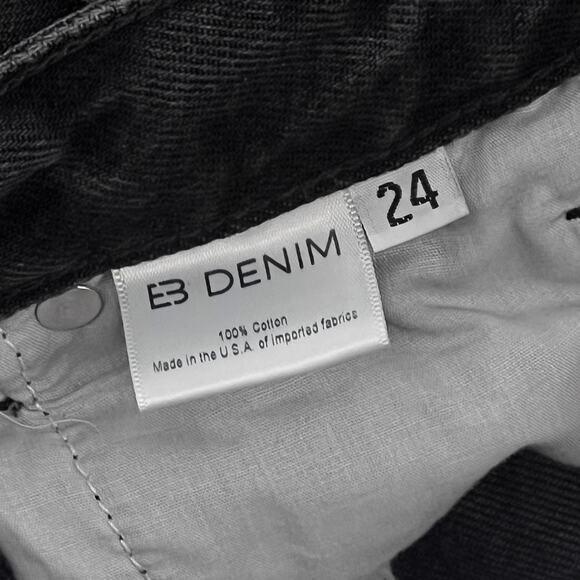 EB DENIM
24
100% Cotton
Made in the U.S.A. of imported fabrics